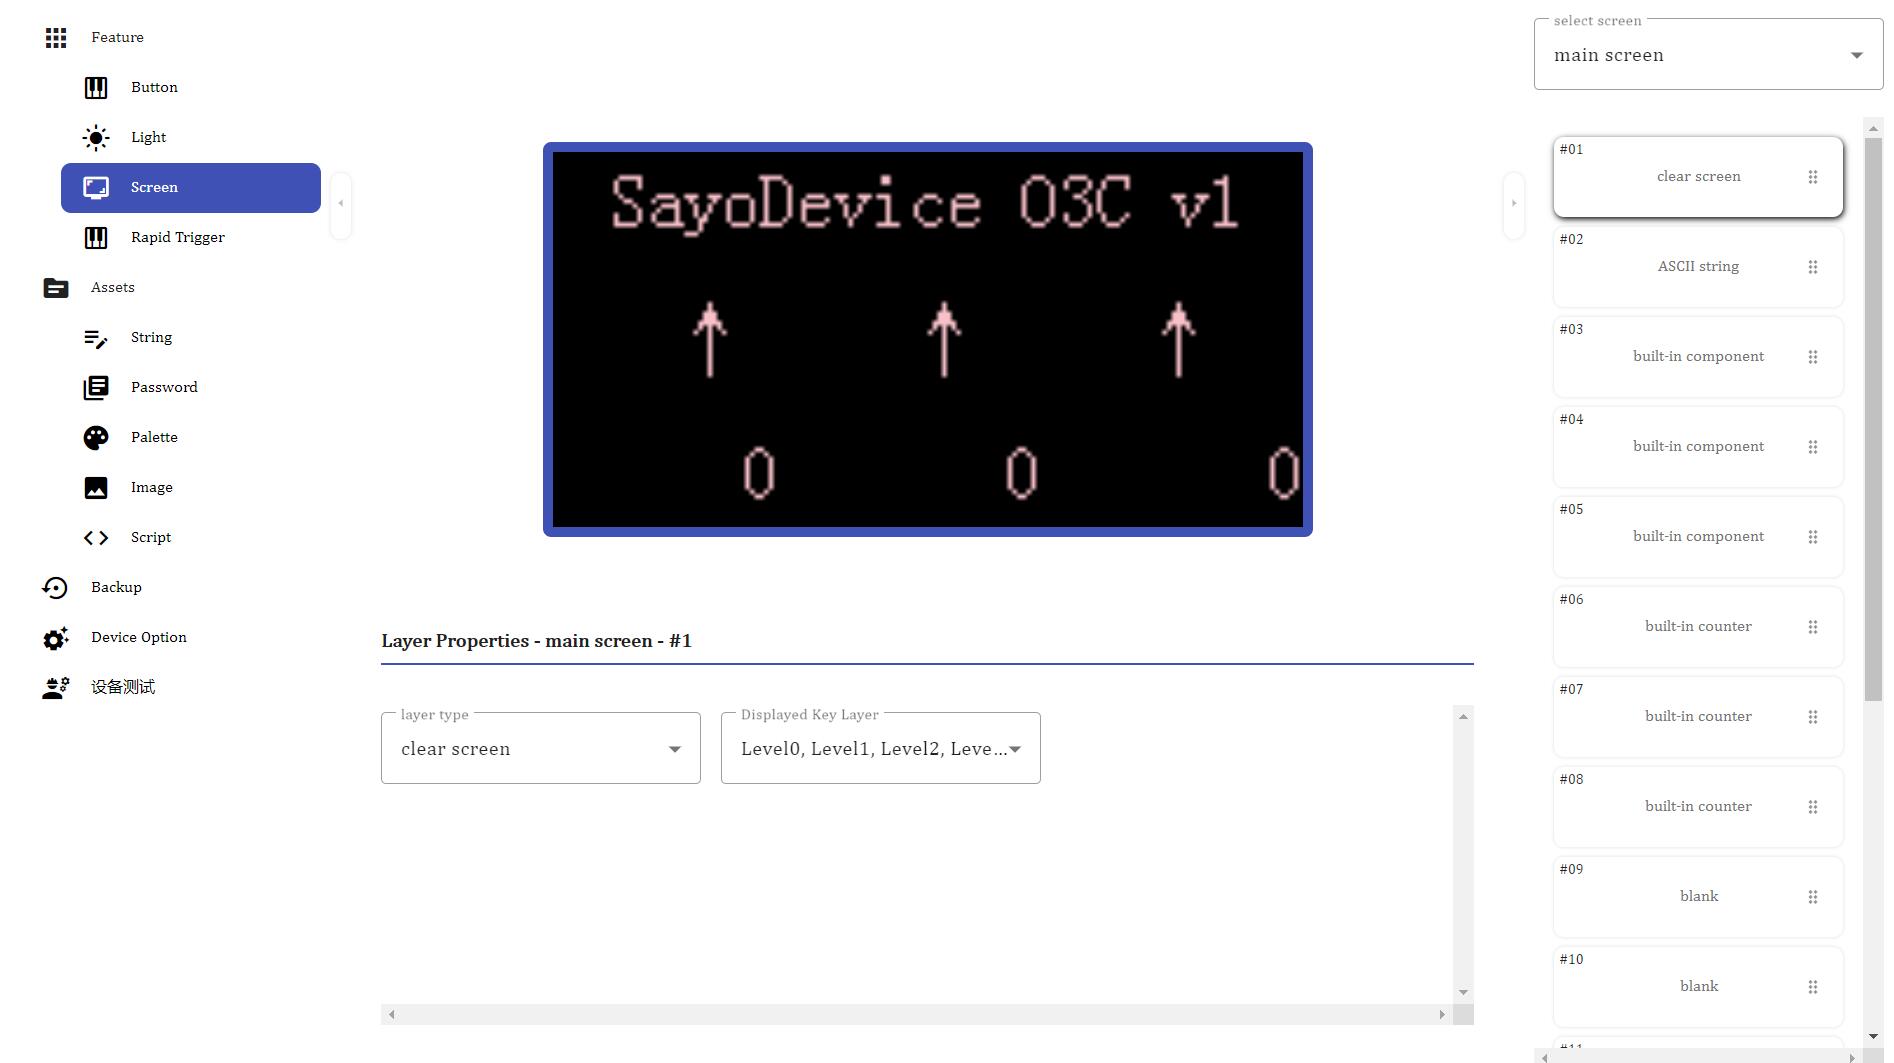 Feature
Button
Light
Screen
Rapid Trigger
Assets
String
Password
Palette
Image
Script
Backup
Device Option
设备测试
SayoDevice O3C v1
0 0 0
Layer Properties - main screen - #1
layer type
clear screen
Displayed Key Layer
Level0, Level1, Level2, Leve...
select screen
main screen
#01
clear screen
#02
ASCII string
#03
built-in component
#04
built-in component
#05
built-in component
#06
built-in counter
#07
built-in counter
#08
built-in counter
#09
blank
#10
blank
#11